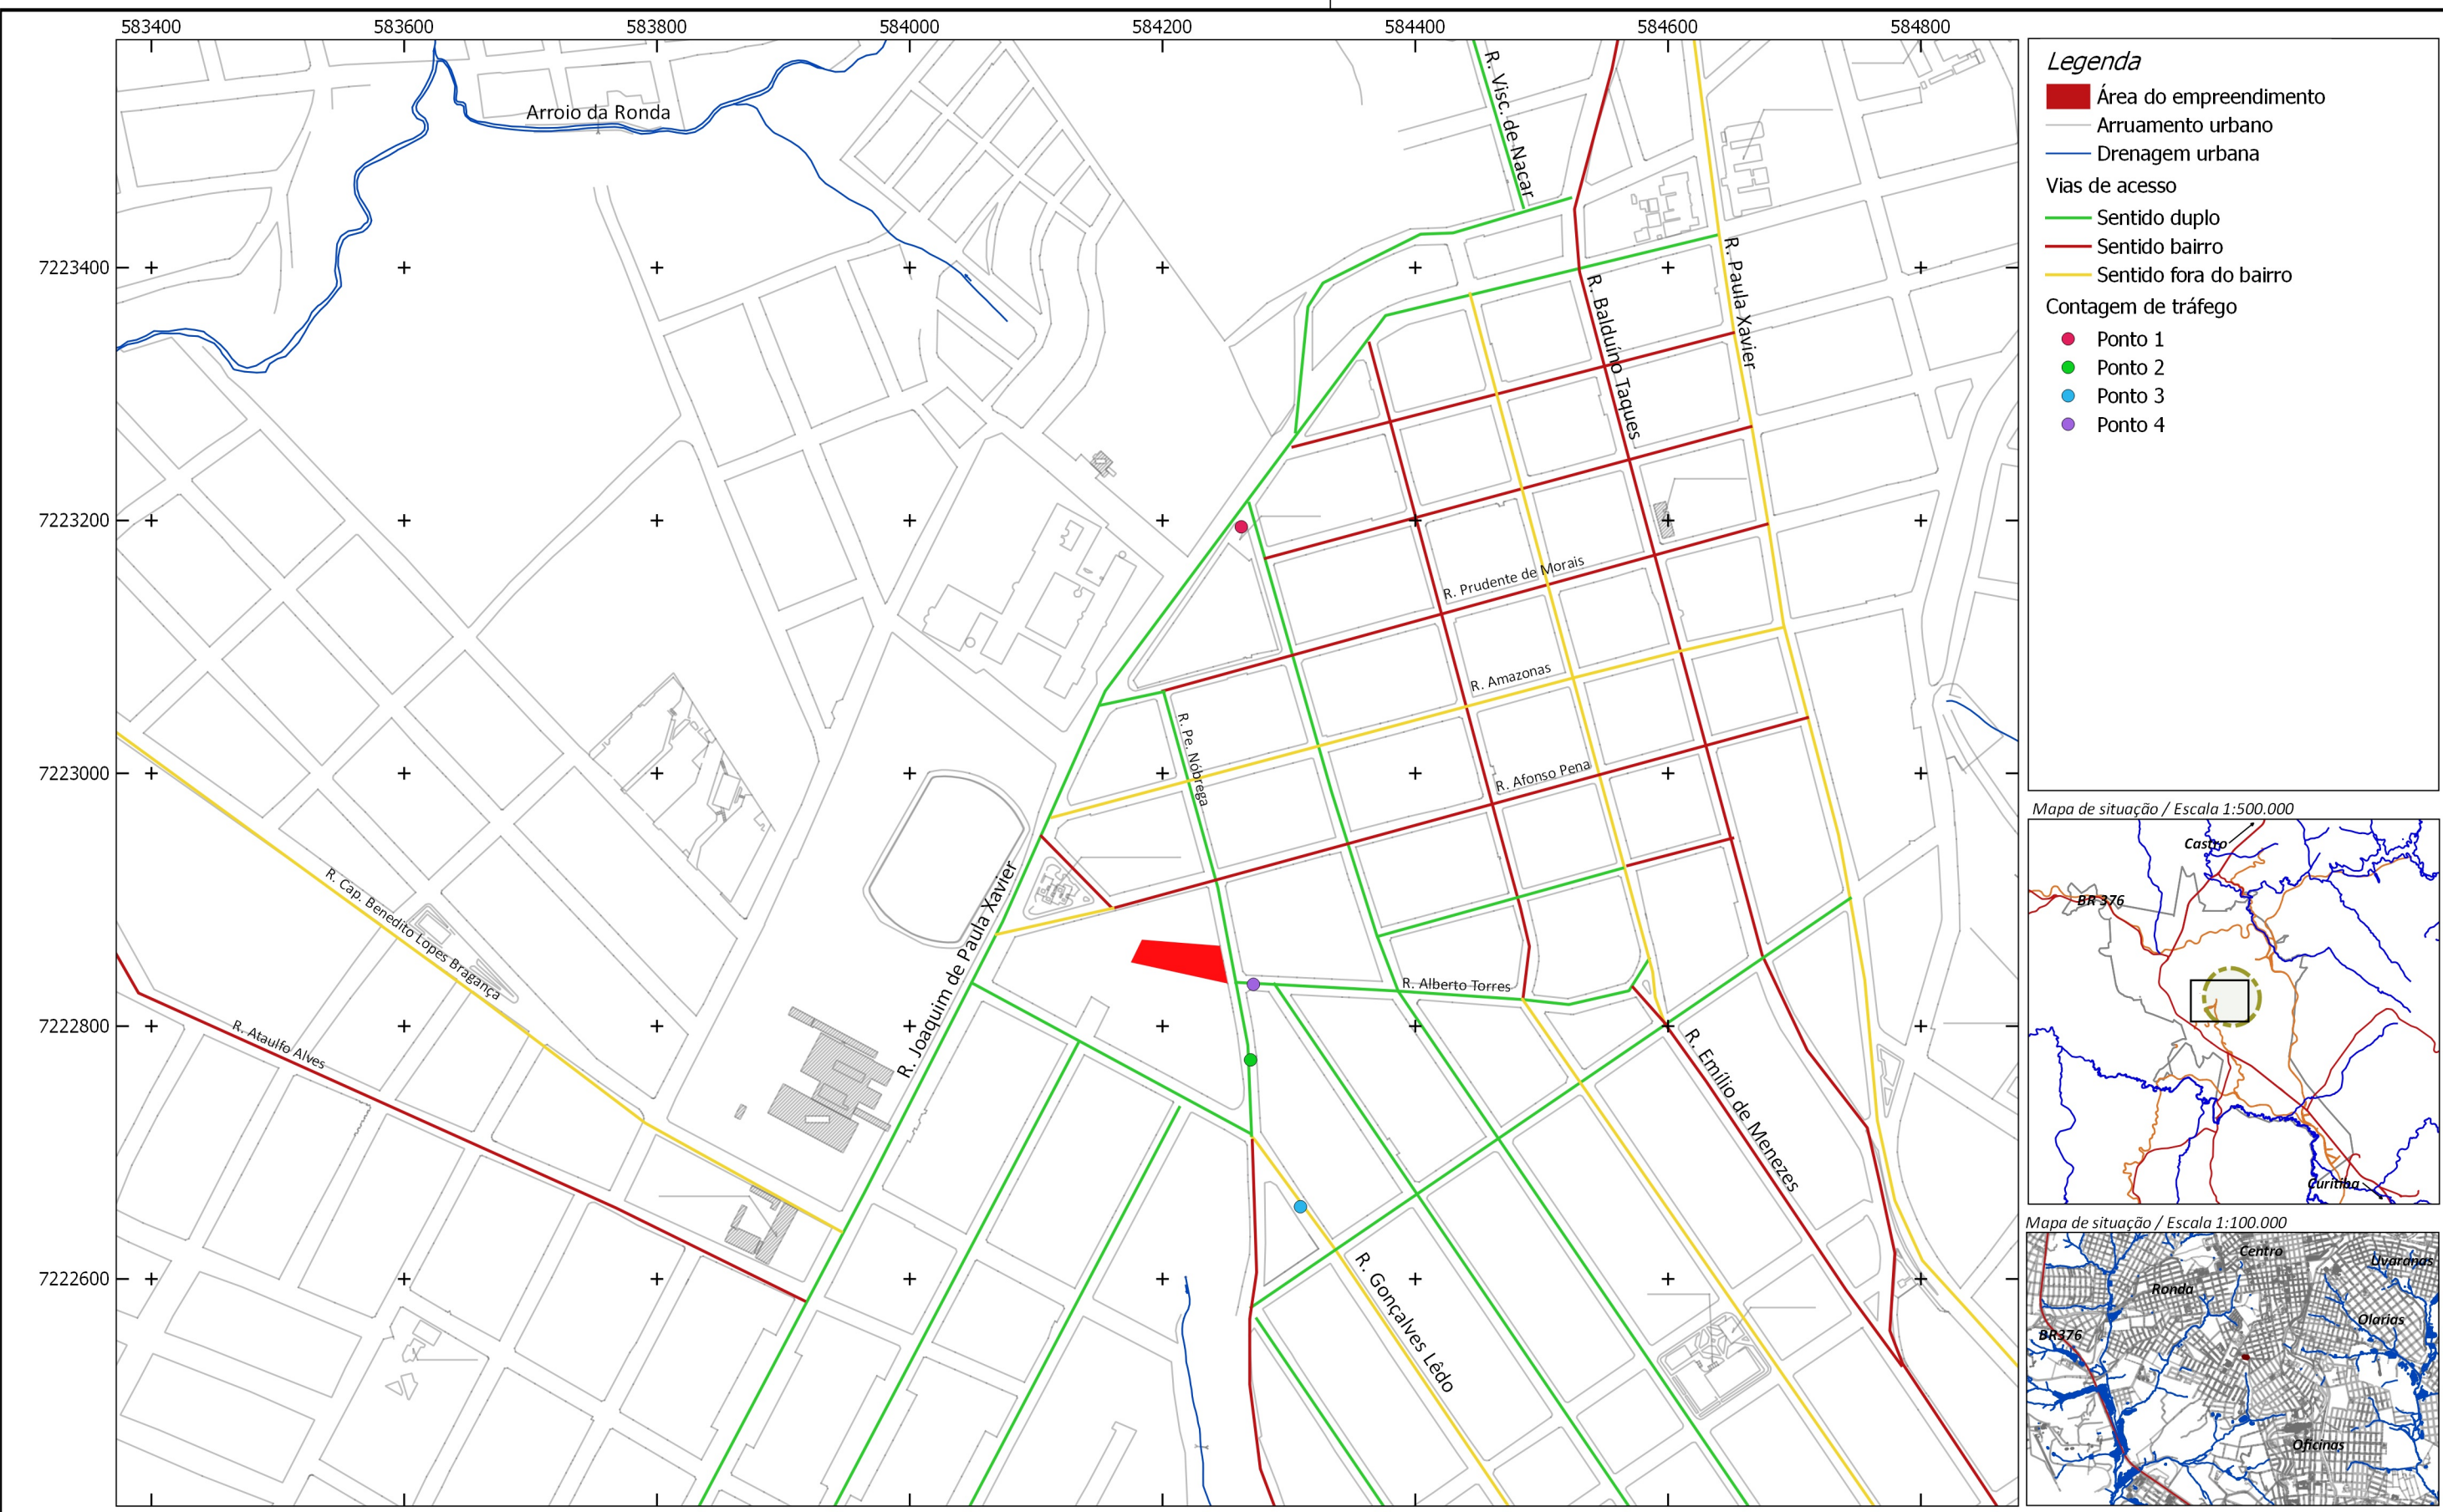 583400 583600 583800 584000 584200 584400 584600 584800
7223400
7223200
7223000
7222800
7222600
Arroio da Ronda
R. Visc. de Nacar
R. Paula Xavier
R. Balduíno Taques
R. Prudente de Morais
R. Amazonas
R. Pe. Nóbrega
R. Afonso Pena
R. Joaquim de Paula Xavier
R. Cap. Benedito Lopes Bragança
R. Ataulfo Alves
R. Alberto Torres
R. Emílio de Menezes
R. Gonçalves Lêdo
Legenda
Área do empreendimento
Arruamento urbano
Drenagem urbana
Vias de acesso
Sentido duplo
Sentido bairro
Sentido fora do bairro
Contagem de tráfego
Ponto 1
Ponto 2
Ponto 3
Ponto 4
Mapa de situação / Escala 1:500.000
Castro
BR 376
Curitiba
Mapa de situação / Escala 1:100.000
Centro
Uvaranas
Ronda
Olarias
BR376
Oficinas